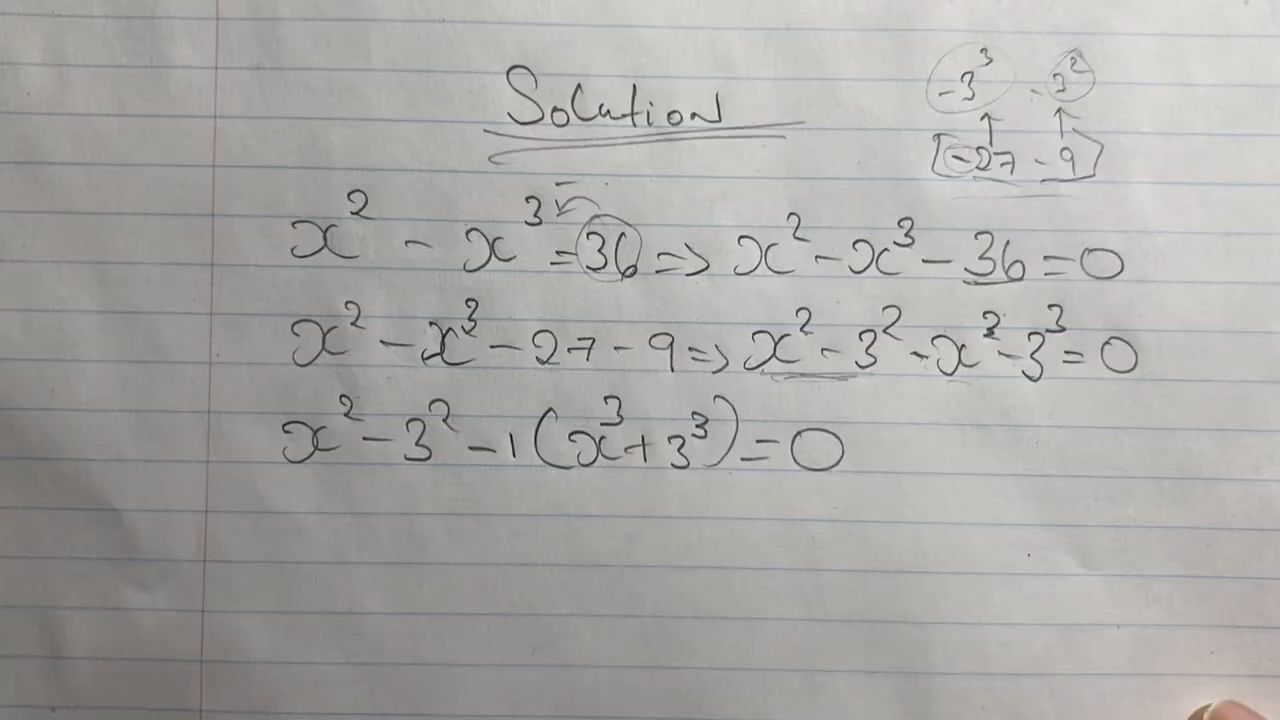 Solution
-3³ - 3²
[-27 - 9]
x² - x³ = 36 => x² - x³ - 36 = 0
x² - x³ - 27 - 9 => x² - 3² - x³ - 3³ = 0
x² - 3² - 1(x³ + 3³) = 0